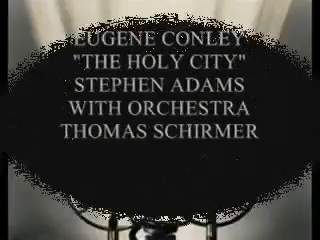 EUGENE CONLEY
"THE HOLY CITY"
STEPHEN ADAMS
WITH ORCHESTRA
THOMAS SCHIRMER